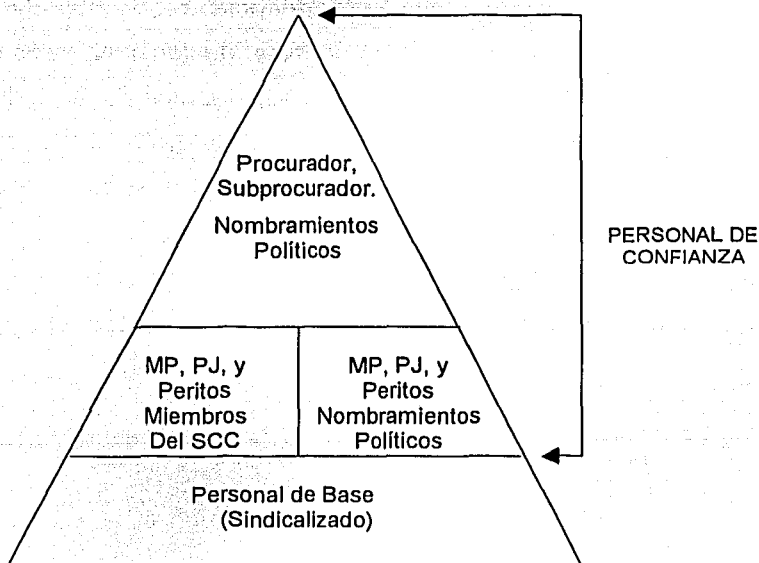 Procurador,
Subprocurador.
Nombramientos
Políticos
PERSONAL DE
CONFIANZA
MP, PJ, y
Peritos
Miembros
Del SCC
MP, PJ, y
Peritos
Nombramientos
Políticos
Personal de Base
(Sindicalizado)